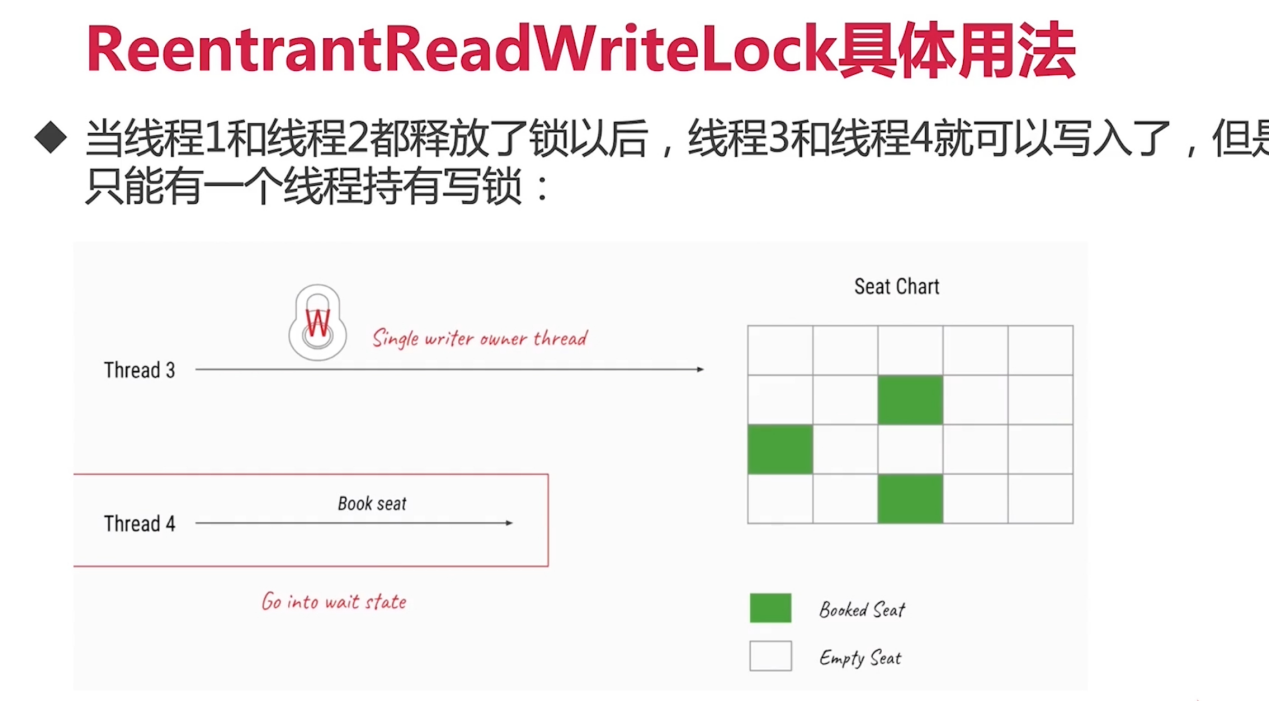 ReentrantReadWriteLock具体用法
◆ 当线程1和线程2都释放了锁以后，线程3和线程4就可以写入了，但
只能有一个线程持有写锁：
Seat Chart
W
Single writer owner thread
Thread 3
Book seat
Thread 4
Go into wait state
Booked Seat
Empty Seat